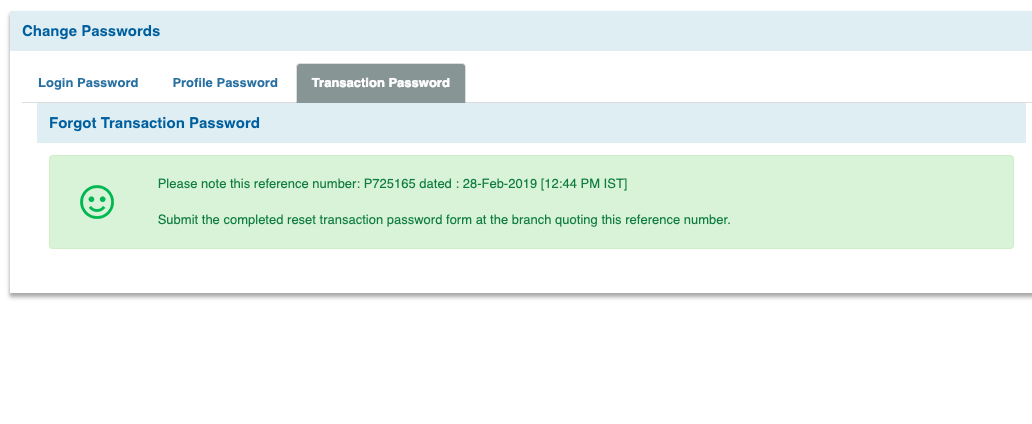 Change Passwords
Login Password Profile Password Transaction Password
Forgot Transaction Password
Please note this reference number: P725165 dated : 28-Feb-2019 [12:44 PM IST]
Submit the completed reset transaction password form at the branch quoting this reference number.